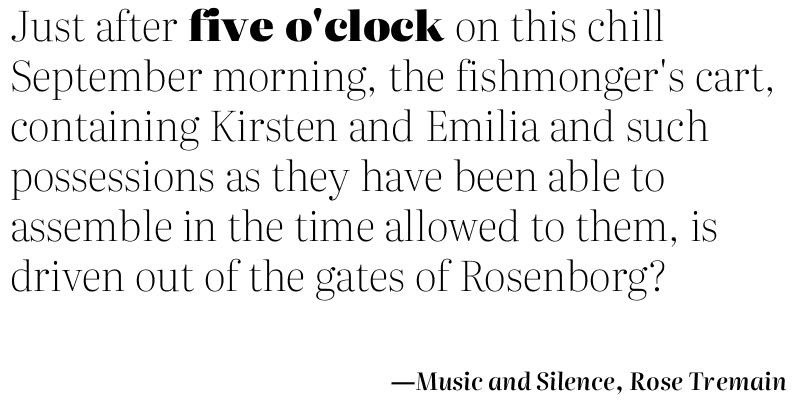 Just after five o'clock on this chill
September morning, the fishmonger's cart,
containing Kirsten and Emilia and such
possessions as they have been able to
assemble in the time allowed to them, is
driven out of the gates of Rosenborg?
—Music and Silence, Rose Tremain